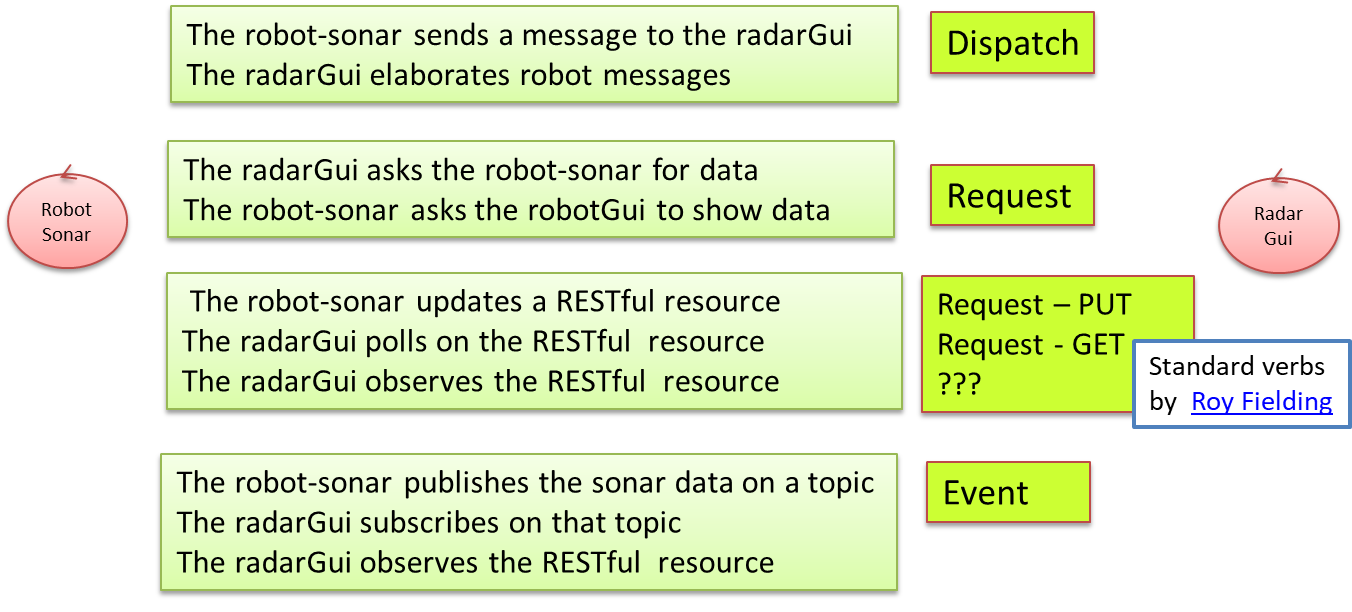 The robot-sonar sends a message to the radarGui
The radarGui elaborates robot messages
Dispatch
Robot
Sonar
The radarGui asks the robot-sonar for data
The robot-sonar asks the robotGui to show data
Request
Radar
Gui
The robot-sonar updates a RESTful resource
The radarGui polls on the RESTful resource
The radarGui observes the RESTful resource
Request – PUT
Request - GET
???
Standard verbs
by Roy Fielding
The robot-sonar publishes the sonar data on a topic
The radarGui subscribes on that topic
The radarGui observes the RESTful resource
Event